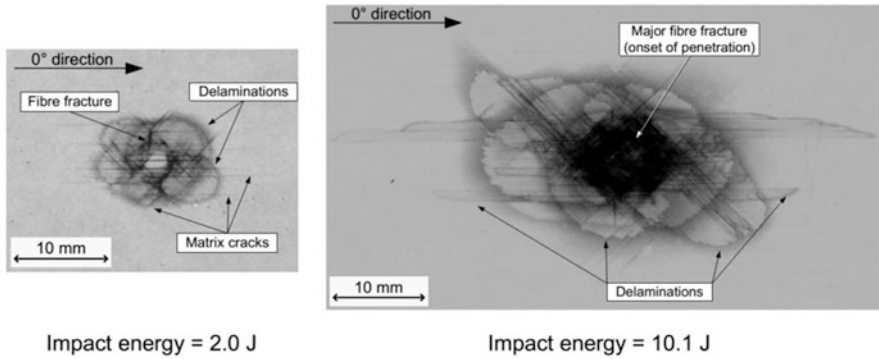 0° direction
Fibre fracture
Delaminations
Matrix cracks
10 mm
Impact energy = 2.0 J
0° direction
Major fibre fracture
(onset of penetration)
Delaminations
10 mm
Impact energy = 10.1 J